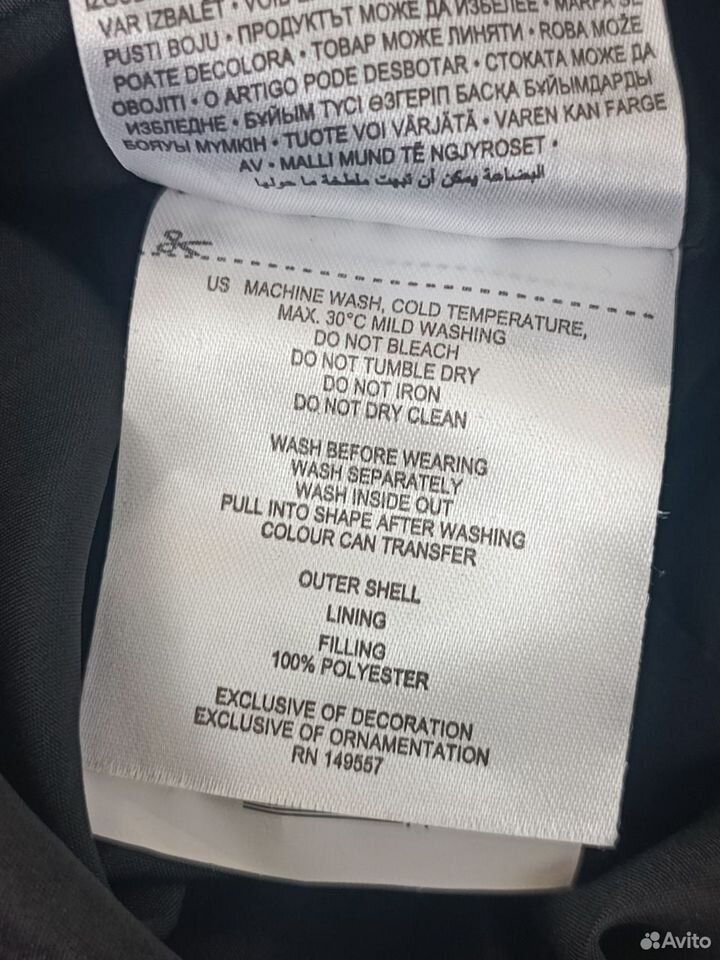 VAR IZBALĒT • VOID
PUSTI BOJU • ПРОДУКТЪТ МОЖЕ ДА ИЗБЕЛЕЕ •
POATE DECOLORA • ТОВАР МОЖЕ ЛИНЯТИ • ROBA MOŽE
OBOJITI • O ARTIGO PODE DESBOTAR • СТОКАТА МОЖЕ ДА
ИЗБЛЕДНЕ • БҰЙЫМ ТҮСІ ӨЗГЕРІП БАСҚА БҰЙЫМДАРДЫ
БОЯУЫ МҮМКІН • TUOTE VOI VÄRJÄTÄ • VAREN KAN FARGE
AV • MALLI MUND TË NGJYROSET •
البضاعة يمكن أن تبهت ملطخة ما حولها
US MACHINE WASH, COLD TEMPERATURE,
MAX. 30°C MILD WASHING
DO NOT BLEACH
DO NOT TUMBLE DRY
DO NOT IRON
DO NOT DRY CLEAN
WASH BEFORE WEARING
WASH SEPARATELY
WASH INSIDE OUT
PULL INTO SHAPE AFTER WASHING
COLOUR CAN TRANSFER
OUTER SHELL
LINING
FILLING
100% POLYESTER
EXCLUSIVE OF DECORATION
EXCLUSIVE OF ORNAMENTATION
RN 149557
Avito